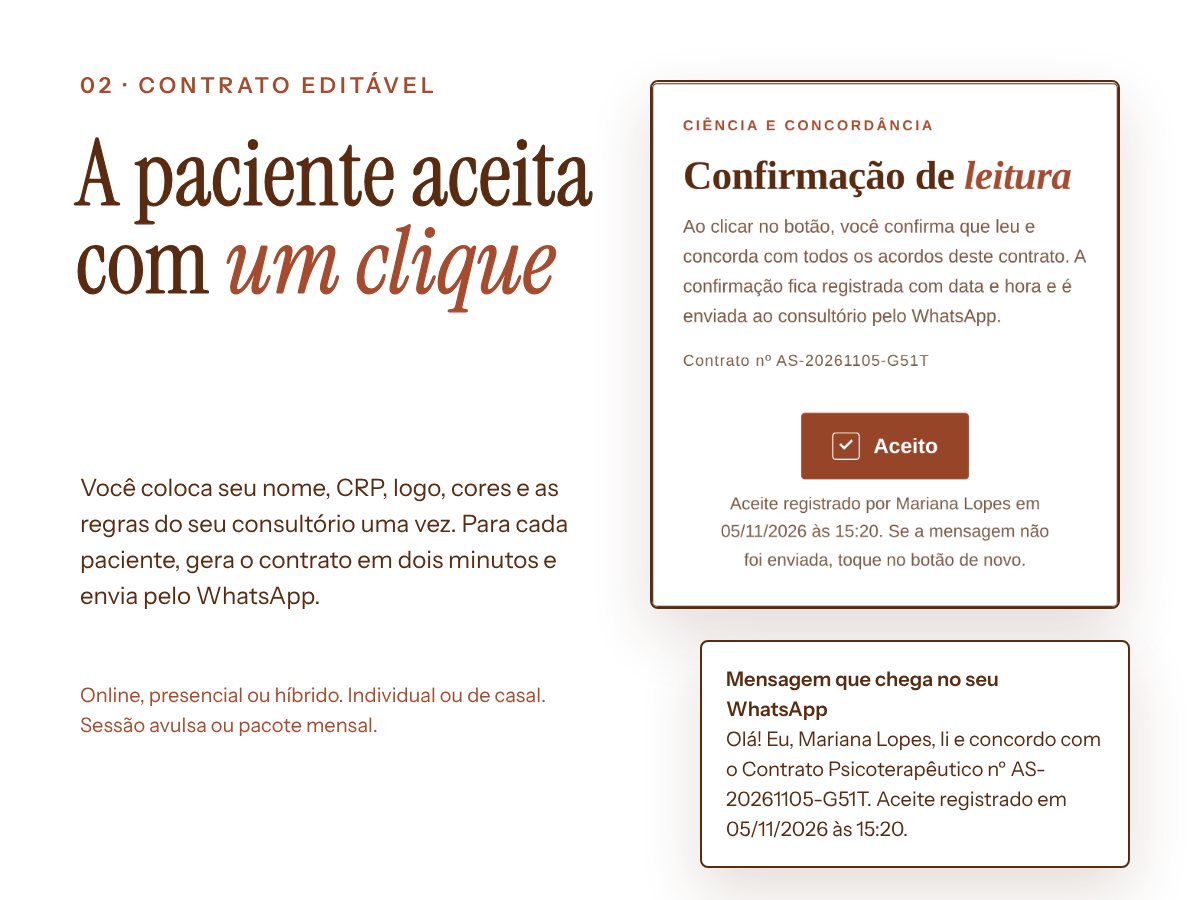 02 · CONTRATO EDITÁVEL
A paciente aceita
com um clique
Você coloca seu nome, CRP, logo, cores e as
regras do seu consultório uma vez. Para cada
paciente, gera o contrato em dois minutos e
envia pelo WhatsApp.
Online, presencial ou híbrido. Individual ou de casal.
Sessão avulsa ou pacote mensal.
CIÊNCIA E CONCORDÂNCIA
Confirmação de leitura
Ao clicar no botão, você confirma que leu e
concorda com todos os acordos deste contrato. A
confirmação fica registrada com data e hora e é
enviada ao consultório pelo WhatsApp.
Contrato nº AS-20261105-G51T
Aceito
Aceite registrado por Mariana Lopes em
05/11/2026 às 15:20. Se a mensagem não
foi enviada, toque no botão de novo.
Mensagem que chega no seu
WhatsApp
Olá! Eu, Mariana Lopes, li e concordo com
o Contrato Psicoterapêutico nº AS-
20261105-G51T. Aceite registrado em
05/11/2026 às 15:20.